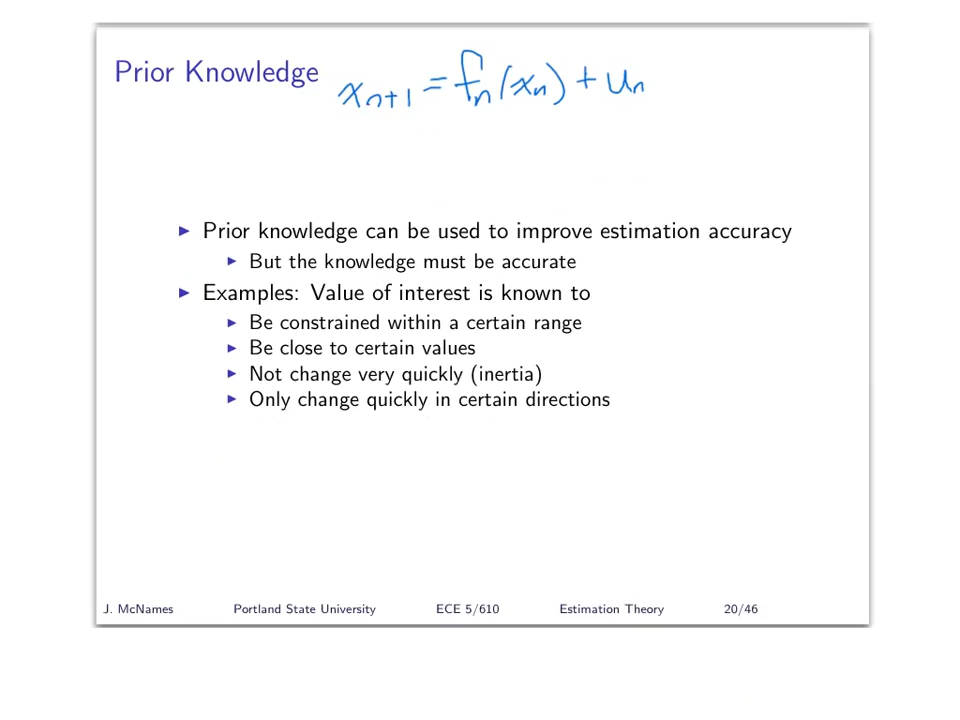 Prior Knowledge xₙ₊₁ = fₙ(xₙ) + uₙ
▶ Prior knowledge can be used to improve estimation accuracy
▶ But the knowledge must be accurate
▶ Examples: Value of interest is known to
▶ Be constrained within a certain range
▶ Be close to certain values
▶ Not change very quickly (inertia)
▶ Only change quickly in certain directions
J. McNames Portland State University ECE 5/610 Estimation Theory 20/46